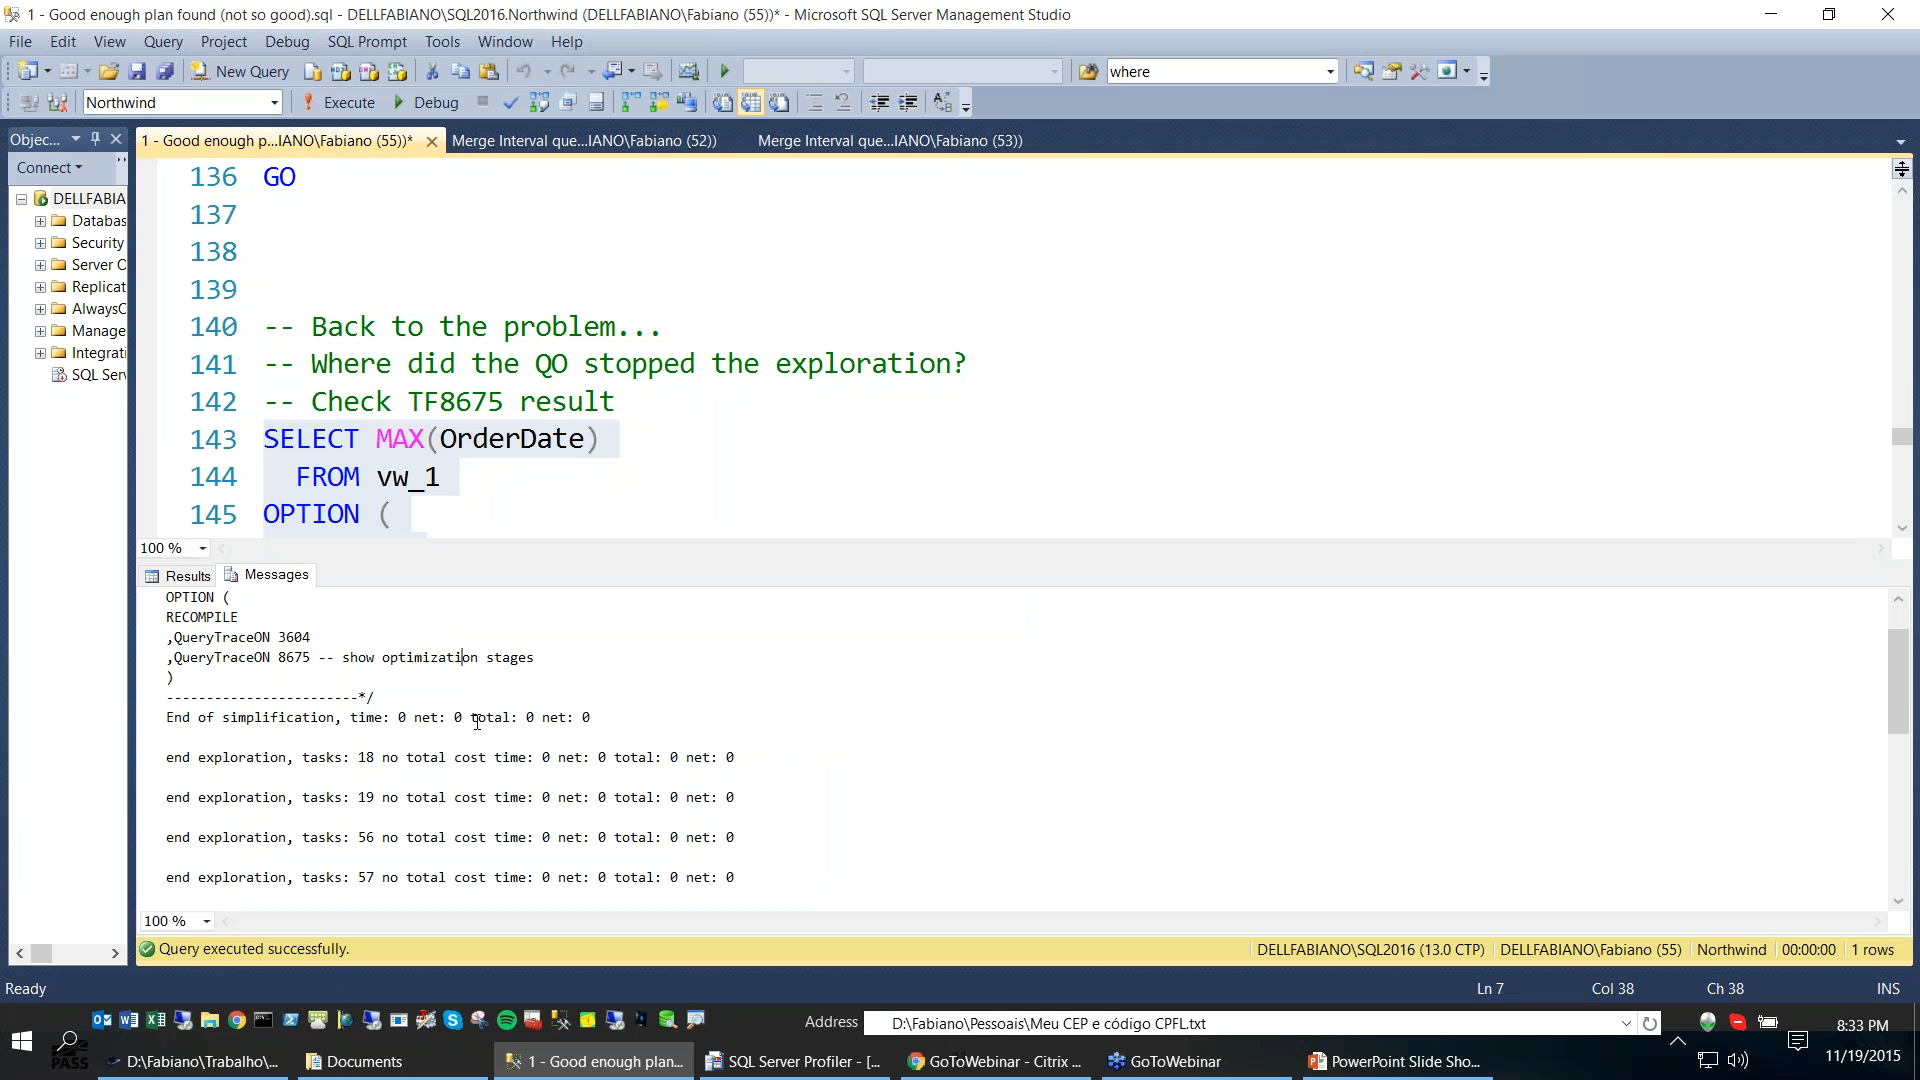 1 - Good enough plan found (not so good).sql - DELLFABIANO\SQL2016.Northwind (DELLFABIANO\Fabiano (55))* - Microsoft SQL Server Management Studio
File Edit View Query Project Debug SQL Prompt Tools Window Help
New Query where
Northwind Execute Debug
Objec... 1 - Good enough p...IANO\Fabiano (55))* Merge Interval que...IANO\Fabiano (52)) Merge Interval que...IANO\Fabiano (53))
Connect
DELLFABIA
Databas
Security
Server O
Replicat
AlwaysO
Manage
Integrati
SQL Serv
136 GO
137
138
139
140 -- Back to the problem...
141 -- Where did the QO stopped the exploration?
142 -- Check TF8675 result
143 SELECT MAX(OrderDate)
144 FROM vw_1
145 OPTION (
100 %
Results Messages
OPTION (
RECOMPILE
,QueryTraceON 3604
,QueryTraceON 8675 -- show optimization stages
)
------------------------*/
End of simplification, time: 0 net: 0 total: 0 net: 0
end exploration, tasks: 18 no total cost time: 0 net: 0 total: 0 net: 0
end exploration, tasks: 19 no total cost time: 0 net: 0 total: 0 net: 0
end exploration, tasks: 56 no total cost time: 0 net: 0 total: 0 net: 0
end exploration, tasks: 57 no total cost time: 0 net: 0 total: 0 net: 0
100 %
Query executed successfully. DELLFABIANO\SQL2016 (13.0 CTP) DELLFABIANO\Fabiano (55) Northwind 00:00:00 1 rows
Ready Ln 7 Col 38 Ch 38 INS
Address D:\Fabiano\Pessoais\Meu CEP e código CPFL.txt
8:33 PM
PASS D:\Fabiano\Trabalho\... Documents 1 - Good enough plan... SQL Server Profiler - [... GoToWebinar - Citrix ... GoToWebinar PowerPoint Slide Sho...
11/19/2015